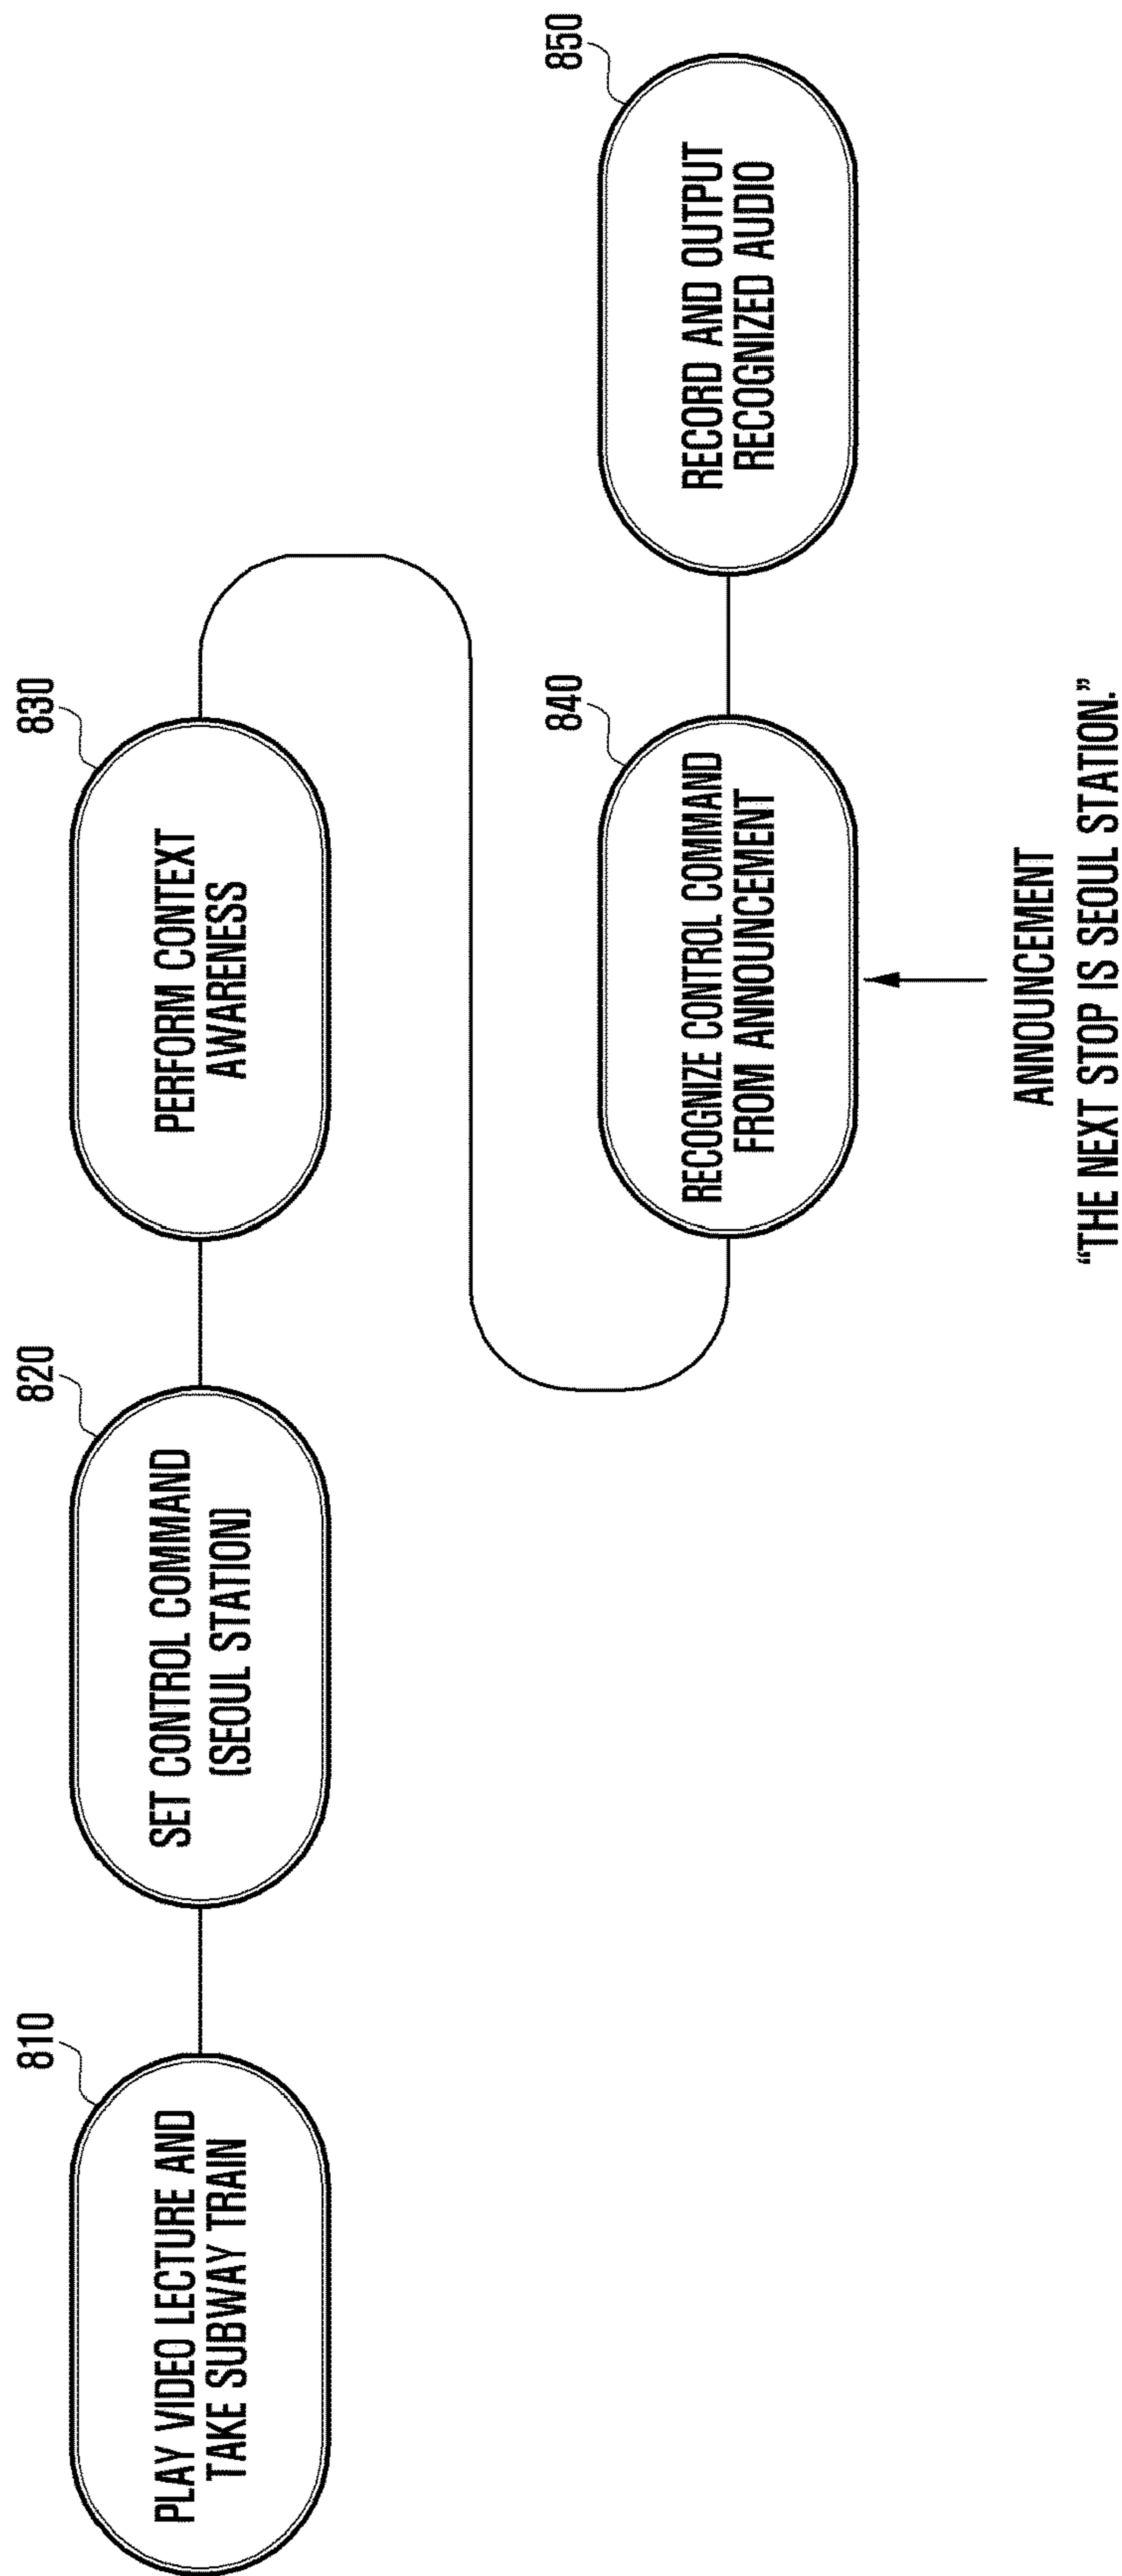 810
PLAY VIDEO LECTURE AND
TAKE SUBWAY TRAIN
820
SET CONTROL COMMAND
(SEOUL STATION)
830
PERFORM CONTEXT
AWARENESS
840
RECOGNIZE CONTROL COMMAND
FROM ANNOUNCEMENT
850
RECORD AND OUTPUT
RECOGNIZED AUDIO
ANNOUNCEMENT
“THE NEXT STOP IS SEOUL STATION.”